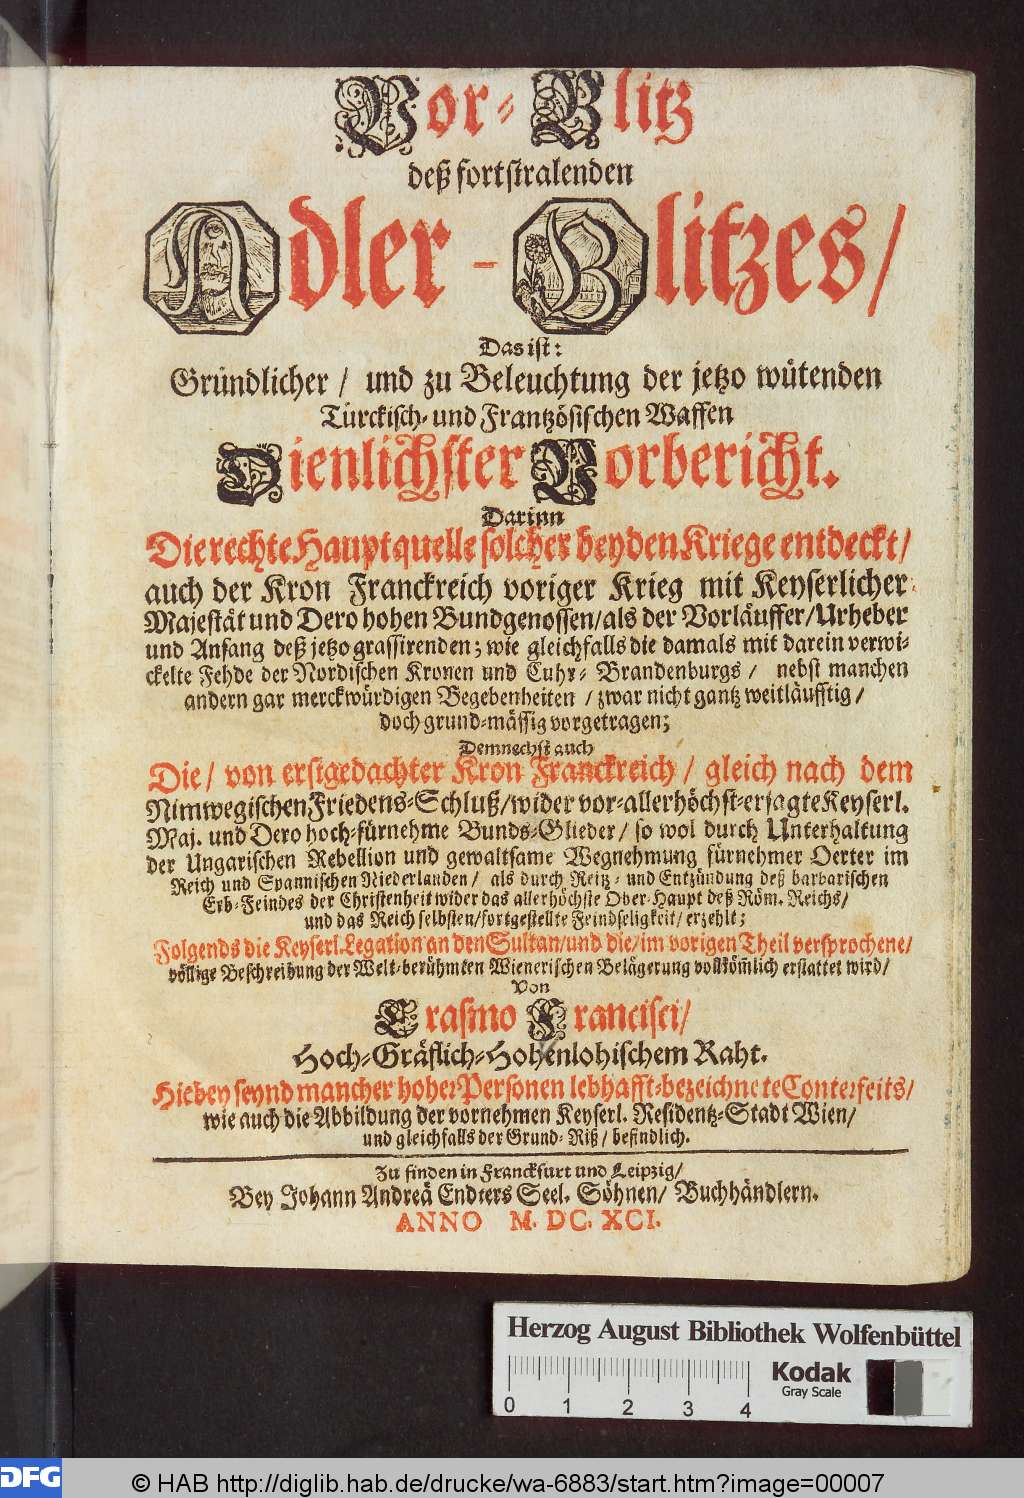 Vor-Blitz
deß fortstralenden
Adler-Blitzes/
Das ist:
Gründlicher / und zu Beleuchtung der jetzo wütenden
Türckisch- und Frantzösischen Waffen
Dienlichster Vorbericht.
Darinn
Die rechte Hauptquelle solcher beyden Kriege entdeckt/
auch der Kron Franckreich voriger Krieg mit Keyserlicher
Majestät und Dero hohen Bundgenossen/als der Vorläuffer/Urheber
und Anfang deß jetzo grassirenden; wie gleichfalls die damals mit darein verwi-
ckelte Fehde der Nordischen Kronen und Cuhr-Brandenburgs / nebst manchen
andern gar merckwürdigen Begebenheiten / zwar nicht gantz weitläufftig /
doch grund-mässig vorgetragen;
Demnechst auch
Die/ von erstgedachter Kron Franckreich/ gleich nach dem
Nimwegischen Friedens-Schluß/wider vor-allerhöchst-ersagte Keyserl.
Maj. und Dero hoch-fürnehme Bunds-Glieder/ so wol durch Unterhaltung
der Ungarischen Rebellion und gewaltsame Wegnehmung fürnehmer Oerter im
Reich und Spannischen Niederlanden/ als durch Reitz- und Entzündung deß barbarischen
Erb-Feindes der Christenheit wider das allerhöchste Ober-Haupt deß Röm. Reichs/
und das Reich selbsten/fortgestellte Feindseligkeit/ erzehlt;
Folgends die Keyserl. Legation an den Sultan/und die/im vorigen Theil versprochene/
völlige Beschreibung der Welt-berühmten Wienerischen Belägerung vollköm̃lich erstattet wird/
Von
Erasmo Francisci/
Hoch-Gräflich-Hohenlohischem Raht.
Hiebey seynd mancher hoher Personen lebhafft-bezeichnete Conterfeits/
wie auch die Abbildung der vornehmen Keyserl. Residentz-Stadt Wien/
und gleichfalls der Grund-Riß/ befindlich.
Zu finden in Franckfurt und Leipzig/
Bey Johann Andreä Endters Seel. Söhnen/ Buchhändlern.
ANNO M. DC. XCI.
Herzog August Bibliothek Wolfenbüttel
Kodak
Gray Scale
0 1 2 3 4
DFG
© HAB http://diglib.hab.de/drucke/wa-6883/start.htm?image=00007